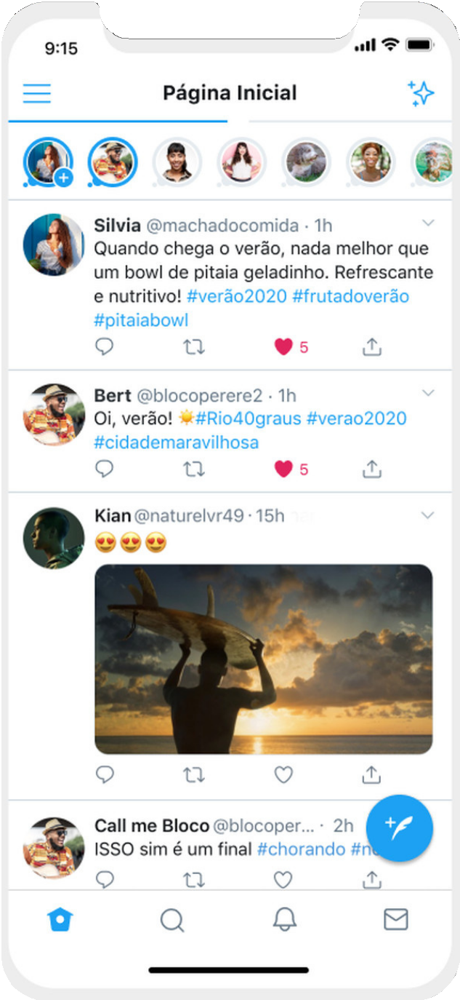 9:15
Página Inicial
Silvia @machadocomida · 1h
Quando chega o verão, nada melhor que
um bowl de pitaia geladinho. Refrescante
e nutritivo! #verão2020 #frutadoverão
#pitaiabowl
5
Bert @blocoperere2 · 1h
Oi, verão! ☀️#Rio40graus #verao2020
#cidademaravilhosa
5
Kian @naturelvr49 · 15h
😍😍😍
Call me Bloco @blocoper... · 2h
ISSO sim é um final #chorando